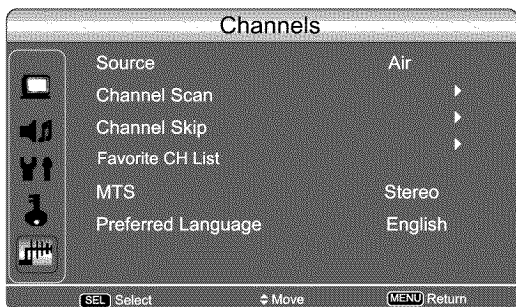 Channels
Source Air
Channel Scan
Channel Skip
Favorite CH List
MTS Stereo
Preferred Language English
SEL Select Move MENU Return